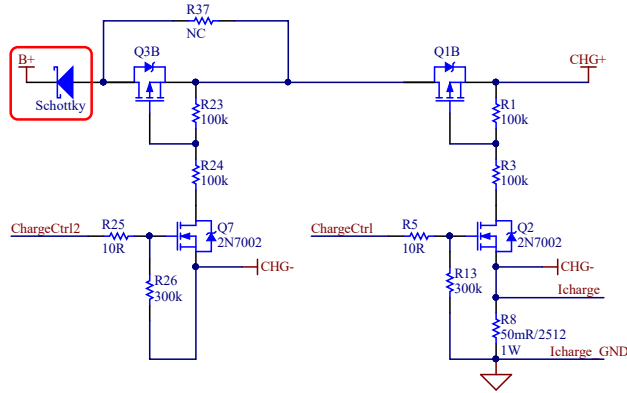 R37
NC
B+
Schottky
Q3B
Q1B
CHG+
R23
100k
R1
100k
R24
100k
R3
100k
ChargeCtrl2
R25
10R
Q7
2N7002
ChargeCtrl
R5
10R
Q2
2N7002
R26
300k
CHG-
R13
300k
CHG-
Icharge
R8
50mR/2512
1W
Icharge_GND